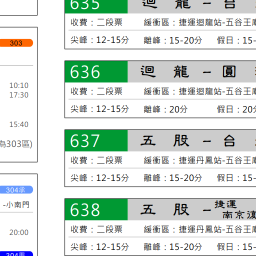 635 迴 龍 - 台
收費：二段票 緩衝區：捷運迴龍站-五谷王廟
尖峰：12-15分 離峰：15-20分 假日：15-
636 迴 龍 - 圓
收費：二段票 緩衝區：捷運迴龍站-五谷王
尖峰：12-15分 離峰：20分 假日：20分
637 五 股 - 台
收費：二段票 緩衝區：捷運丹鳳站-五谷王
尖峰：12-15分 離峰：15-20分 假日：15-
638 五 股 - 捷運
南京
收費：二段票 緩衝區：捷運丹鳳站-五谷王
尖峰：12-15分 離峰：15-20分 假日：15-20
303
10:10
17:30
15:40
為303區)
304承
-小南門
20:00
304承